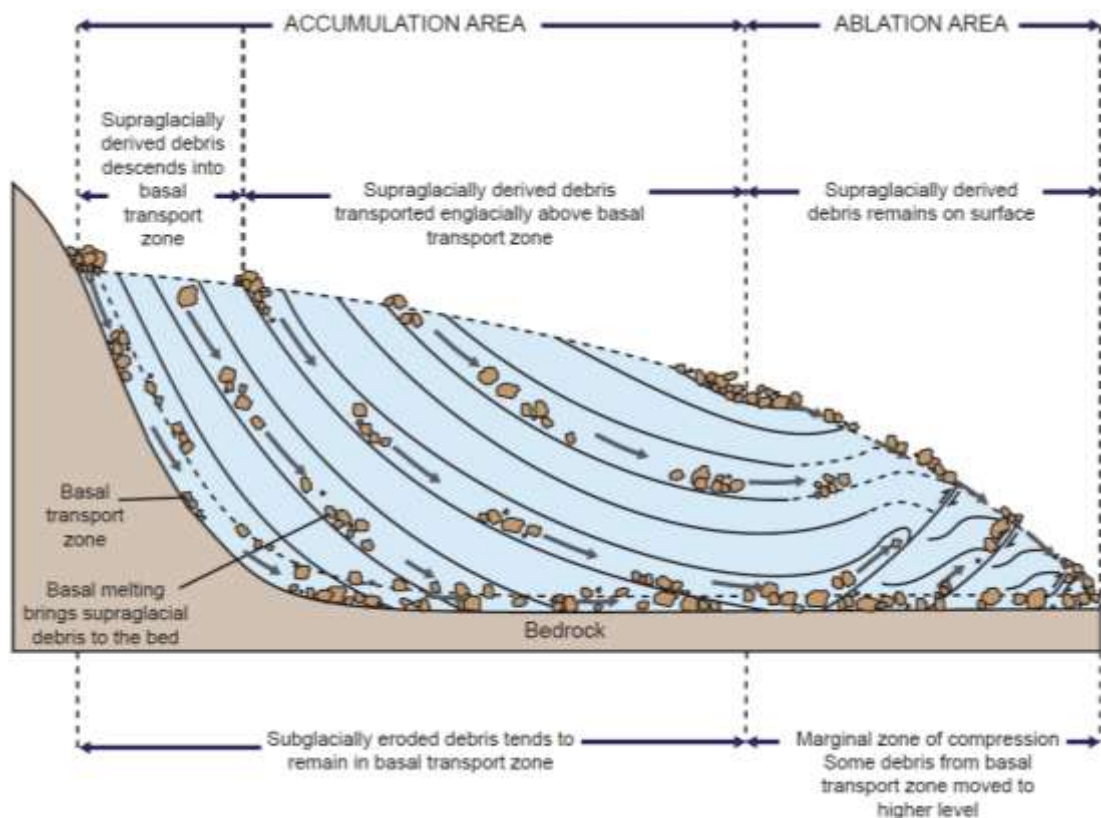 ACCUMULATION AREA
ABLATION AREA
Supraglacially
derived debris
descends into
basal
transport
zone
Supraglacially derived debris
transported englacially above basal
transport zone
Supraglacially derived
debris remains on surface
Basal
transport
zone
Basal melting
brings supraglacial
debris to the bed
Bedrock
Subglacially eroded debris tends to
remain in basal transport zone
Marginal zone of compression
Some debris from basal
transport zone moved to
higher level